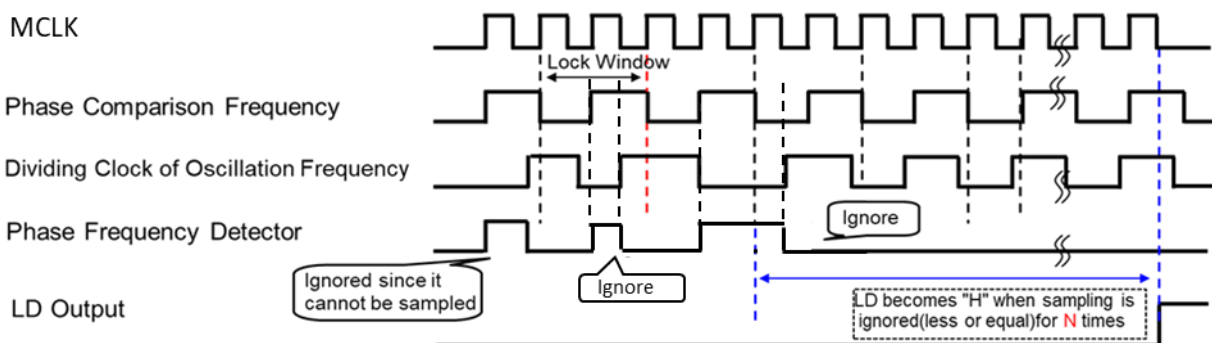 MCLK
Lock Window
Phase Comparison Frequency
Dividing Clock of Oscillation Frequency
Phase Frequency Detector
Ignore
Ignored since it
cannot be sampled
Ignore
LD Output
LD becomes "H" when sampling is
ignored(less or equal)for N times